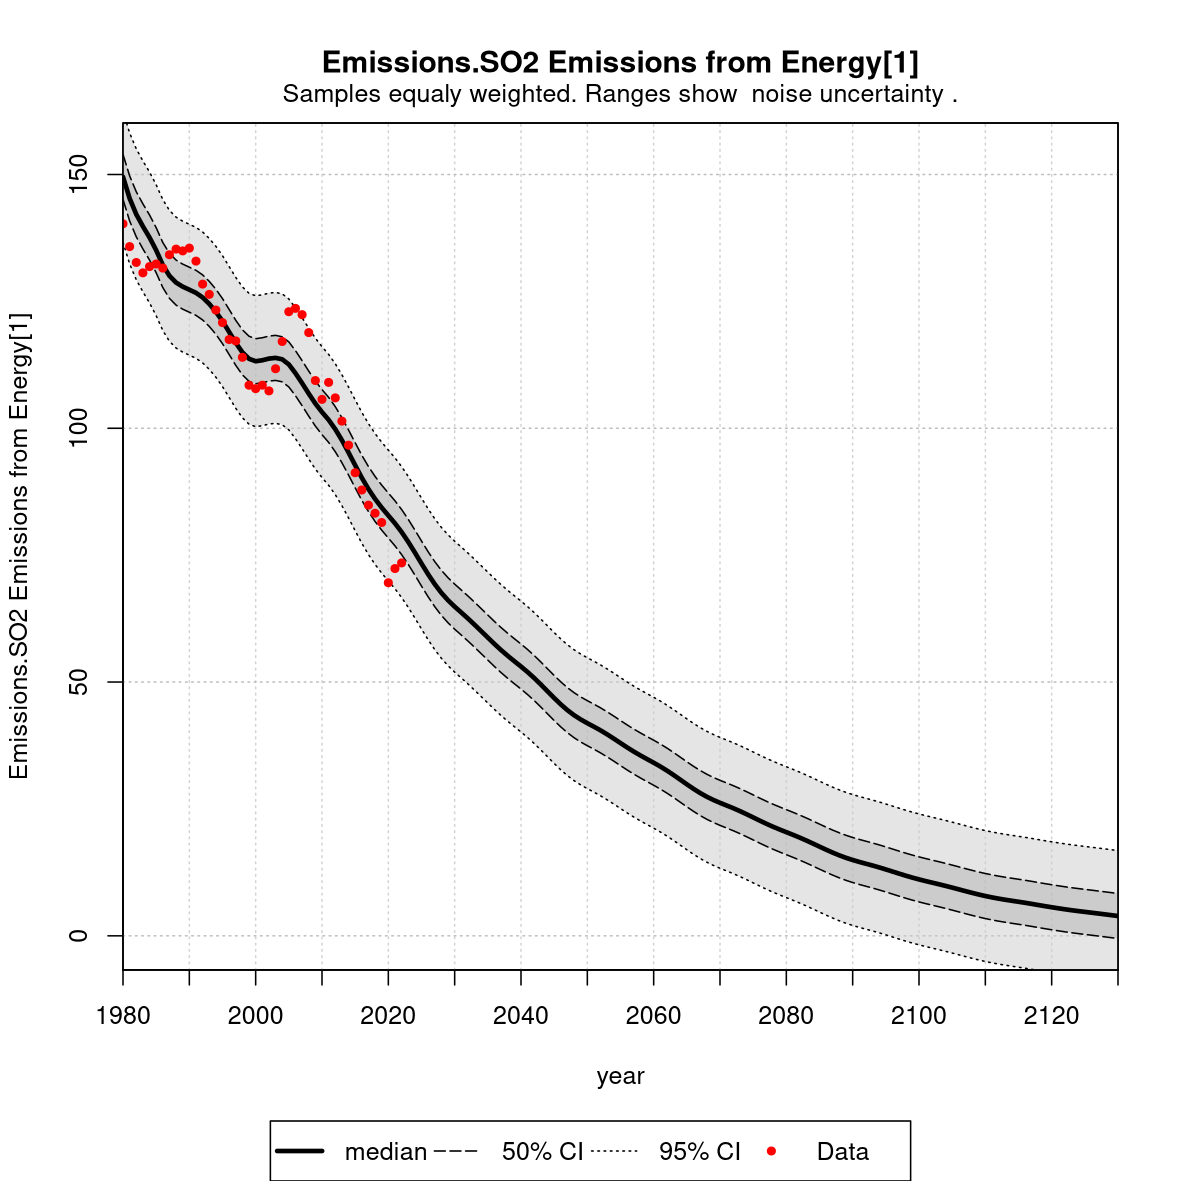 Emissions.SO2 Emissions from Energy[1]
Samples equaly weighted. Ranges show  noise uncertainty .
Emissions.SO2 Emissions from Energy[1]
150
100
50
0
1980 2000 2020 2040 2060 2080 2100 2120
year
median 50% CI 95% CI Data